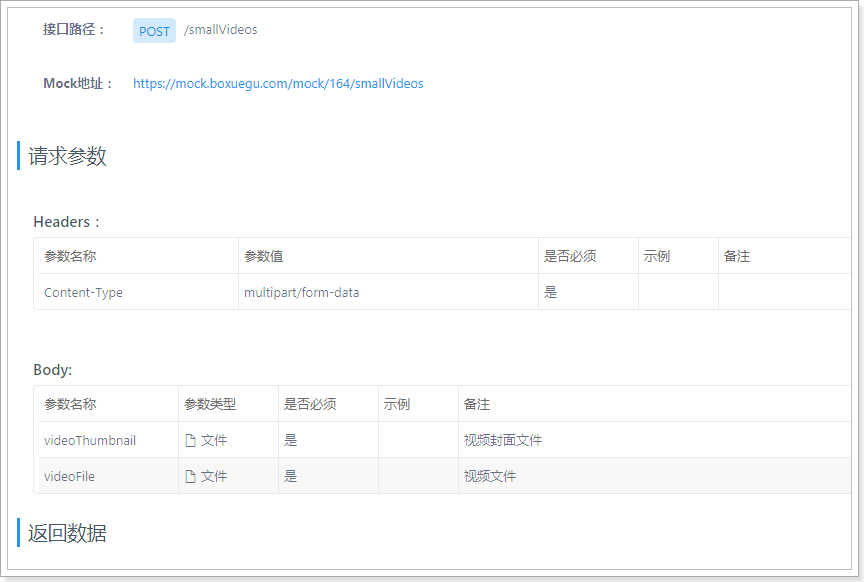 接口路径： POST /smallVideos
Mock地址： https://mock.boxuegu.com/mock/164/smallVideos
请求参数
Headers：
参数名称 参数值 是否必须 示例 备注
Content-Type multipart/form-data 是
Body:
参数名称 参数类型 是否必须 示例 备注
videoThumbnail 文件 是 视频封面文件
videoFile 文件 是 视频文件
返回数据